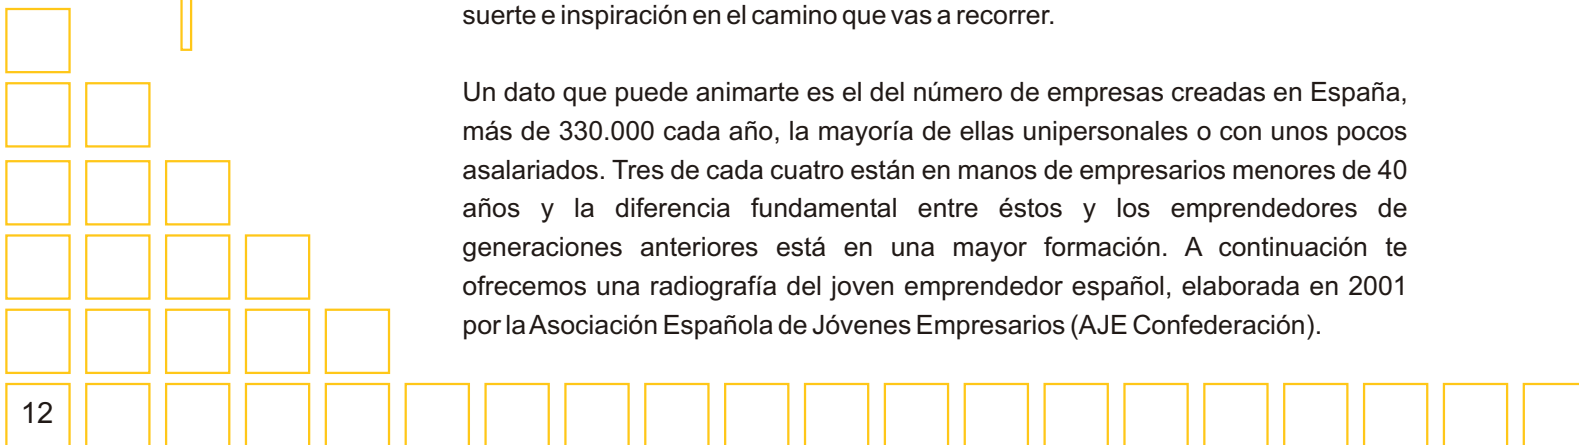 suerte e inspiración en el camino que vas a recorrer.
Un dato que puede animarte es el del número de empresas creadas en España,
más de 330.000 cada año, la mayoría de ellas unipersonales o con unos pocos
asalariados. Tres de cada cuatro están en manos de empresarios menores de 40
años y la diferencia fundamental entre éstos y los emprendedores de
generaciones anteriores está en una mayor formación. A continuación te
ofrecemos una radiografía del joven emprendedor español, elaborada en 2001
por la Asociación Española de Jóvenes Empresarios (AJE Confederación).
12